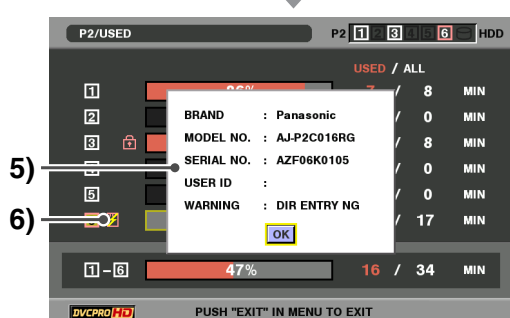 P2/USED P2 1 2 3 4 5 6 HDD
USED / ALL
1 86% 7 / 8 MIN
2 / 0 MIN
3 / 8 MIN
/ 0 MIN
5 / 0 MIN
/ 17 MIN
BRAND : Panasonic
MODEL NO. : AJ-P2C016RG
SERIAL NO. : AZF06K0105
USER ID :
WARNING : DIR ENTRY NG
OK
5)
6)
1-6 47% 16 / 34 MIN
DVCPRO HD PUSH "EXIT" IN MENU TO EXIT